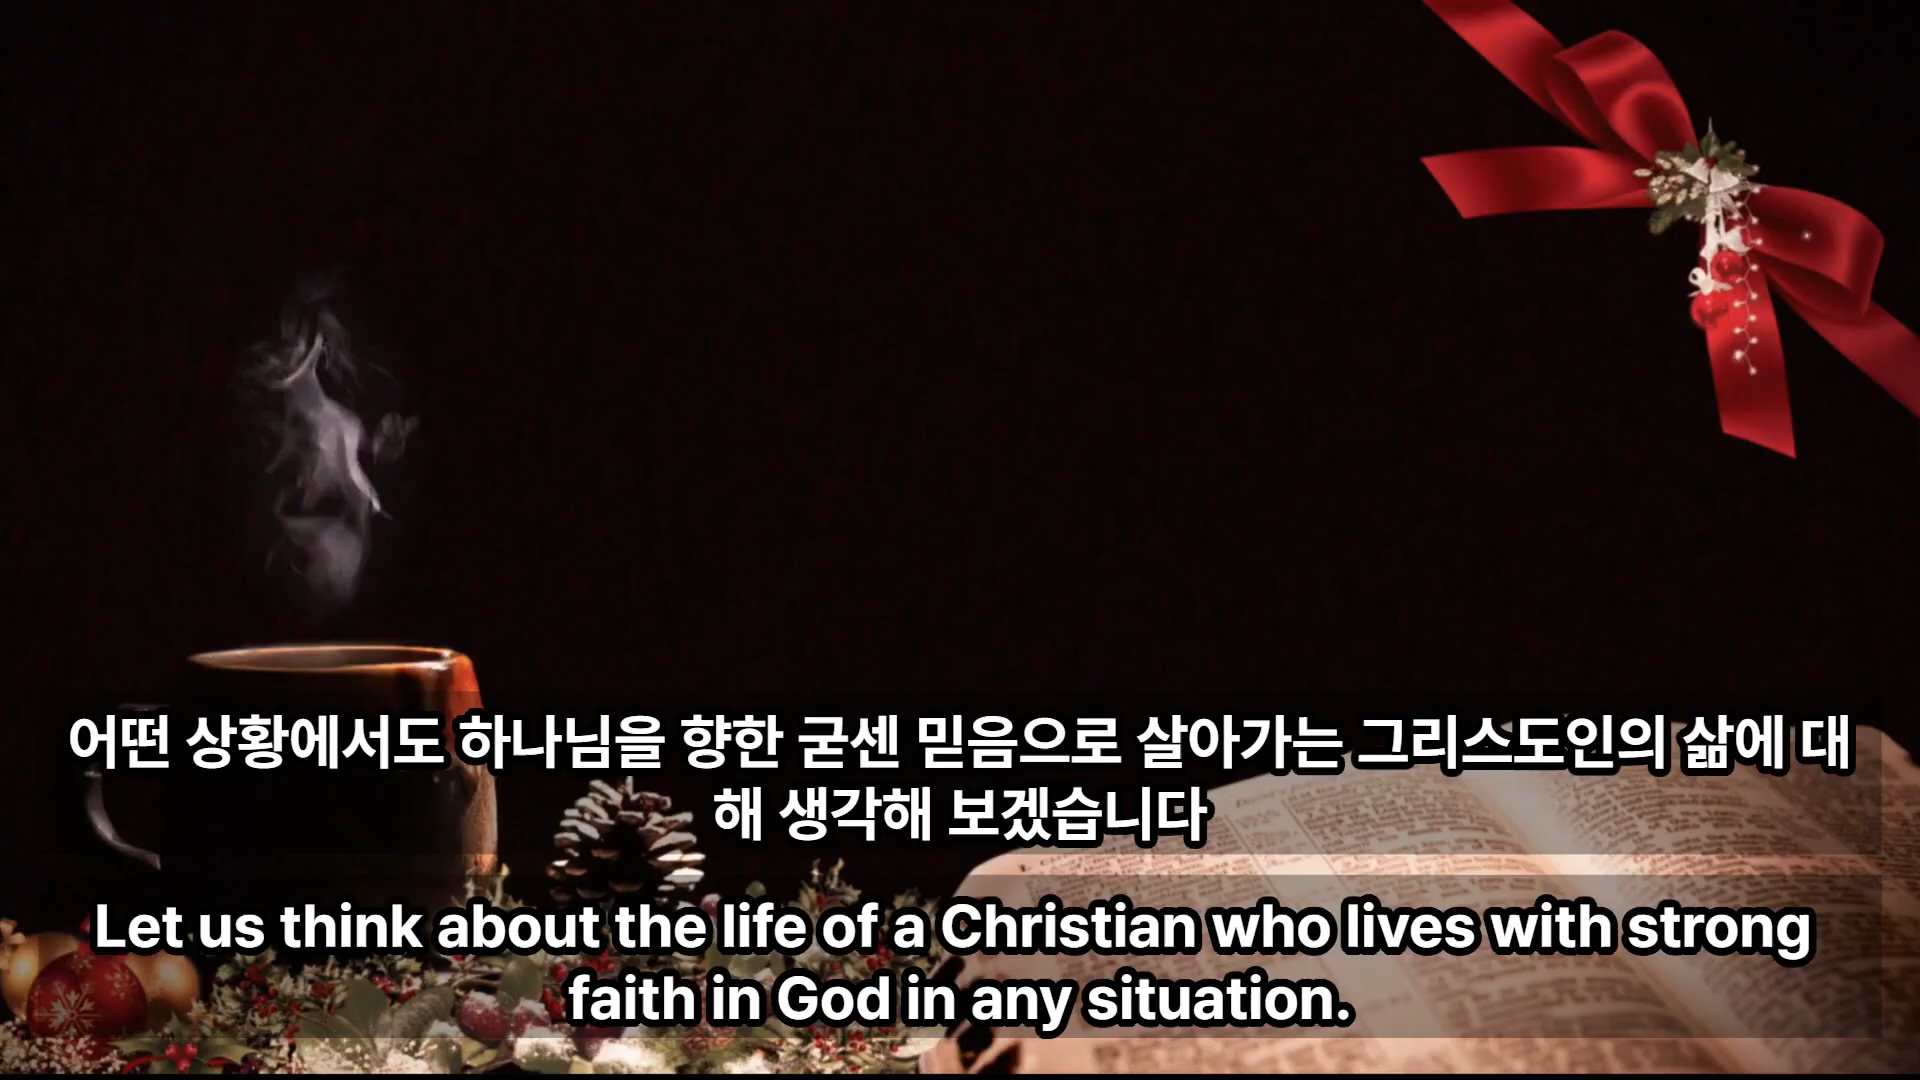 어떤 상황에서도 하나님을 향한 굳센 믿음으로 살아가는 그리스도인의 삶에 대
해 생각해 보겠습니다
Let us think about the life of a Christian who lives with strong
faith in God in any situation.